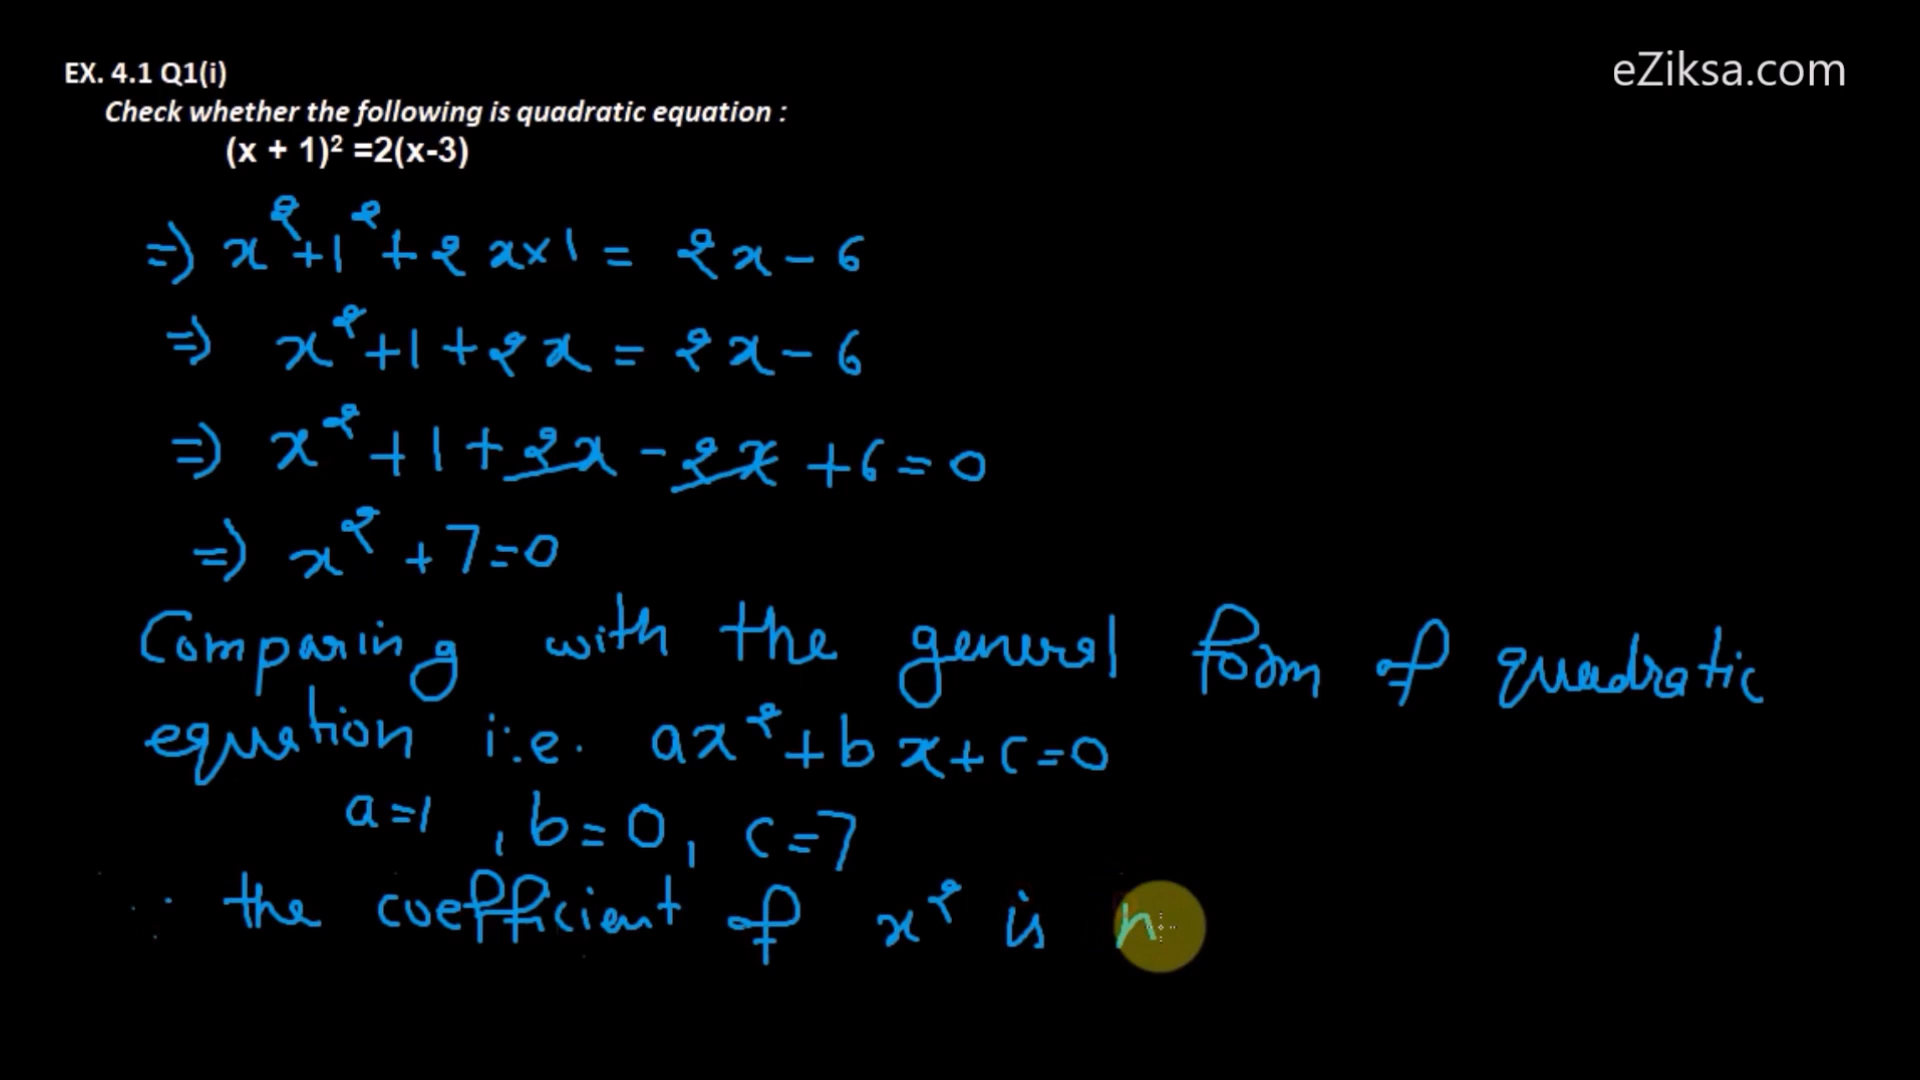 EX. 4.1 Q1(i)
eZiksa.com
Check whether the following is quadratic equation :
(x + 1)² =2(x-3)
⇒ x²+1²+2x×1 = 2x-6
⇒ x²+1+2x = 2x-6
⇒ x²+1+2x-2x+6=0
⇒ x²+7=0
Comparing with the general form of quadratic
equation i.e. ax²+bx+c=0
a=1, b=0, c=7
∵ the coefficient of x² is n